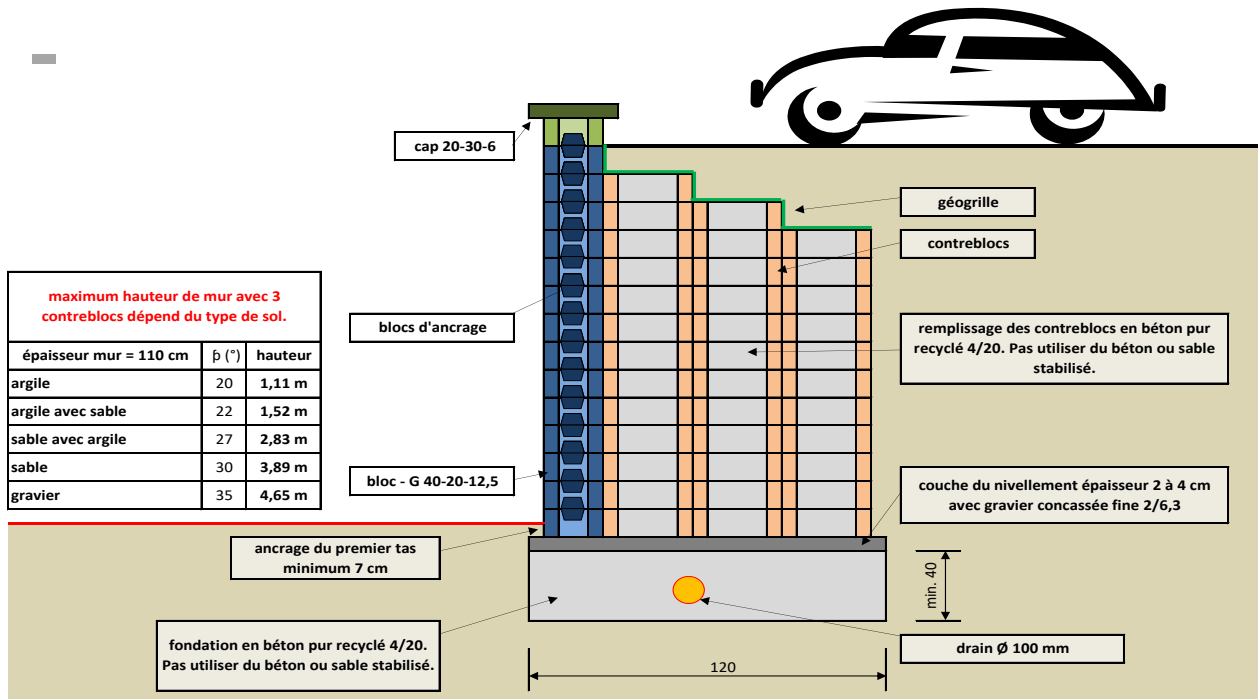 cap 20-30-6
géogrille
contreblocs
maximum hauteur de mur avec 3
contreblocs dépend du type de sol.
épaisseur mur = 110 cm þ (°) hauteur
argile 20 1,11 m
argile avec sable 22 1,52 m
sable avec argile 27 2,83 m
sable 30 3,89 m
gravier 35 4,65 m
blocs d'ancrage
remplissage des contreblocs en béton pur
recyclé 4/20. Pas utiliser du béton ou sable
stabilisé.
bloc - G 40-20-12,5
couche du nivellement épaisseur 2 à 4 cm
avec gravier concassée fine 2/6,3
ancrage du premier tas
minimum 7 cm
min. 40
fondation en béton pur recyclé 4/20.
Pas utiliser du béton ou sable stabilisé.
drain Ø 100 mm
120